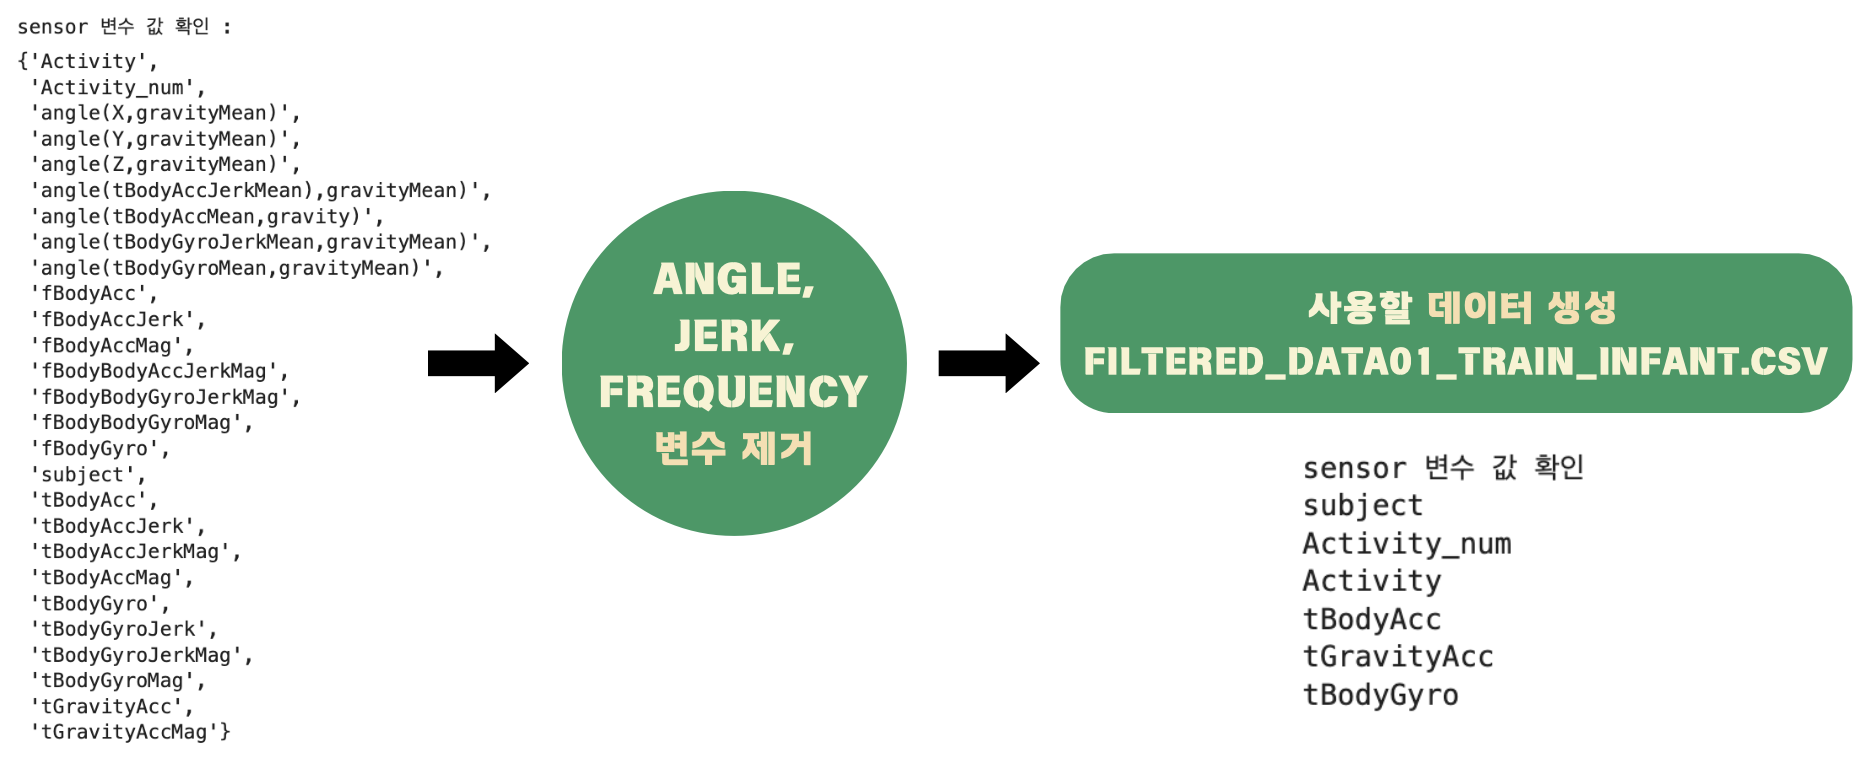 sensor 변수 값 확인 :
{'Activity',
'Activity_num',
'angle(X,gravityMean)',
'angle(Y,gravityMean)',
'angle(Z,gravityMean)',
'angle(tBodyAccJerkMean),gravityMean)',
'angle(tBodyAccMean,gravity)',
'angle(tBodyGyroJerkMean,gravityMean)',
'angle(tBodyGyroMean,gravityMean)',
'fBodyAcc',
'fBodyAccJerk',
'fBodyAccMag',
'fBodyBodyAccJerkMag',
'fBodyBodyGyroJerkMag',
'fBodyBodyGyroMag',
'fBodyGyro',
'subject',
'tBodyAcc',
'tBodyAccJerk',
'tBodyAccJerkMag',
'tBodyAccMag',
'tBodyGyro',
'tBodyGyroJerk',
'tBodyGyroJerkMag',
'tBodyGyroMag',
'tGravityAcc',
'tGravityAccMag'}
ANGLE,
JERK,
FREQUENCY
변수 제거
사용할 데이터 생성
FILTERED_DATA01_TRAIN_INFANT.CSV
sensor 변수 값 확인
subject
Activity_num
Activity
tBodyAcc
tGravityAcc
tBodyGyro